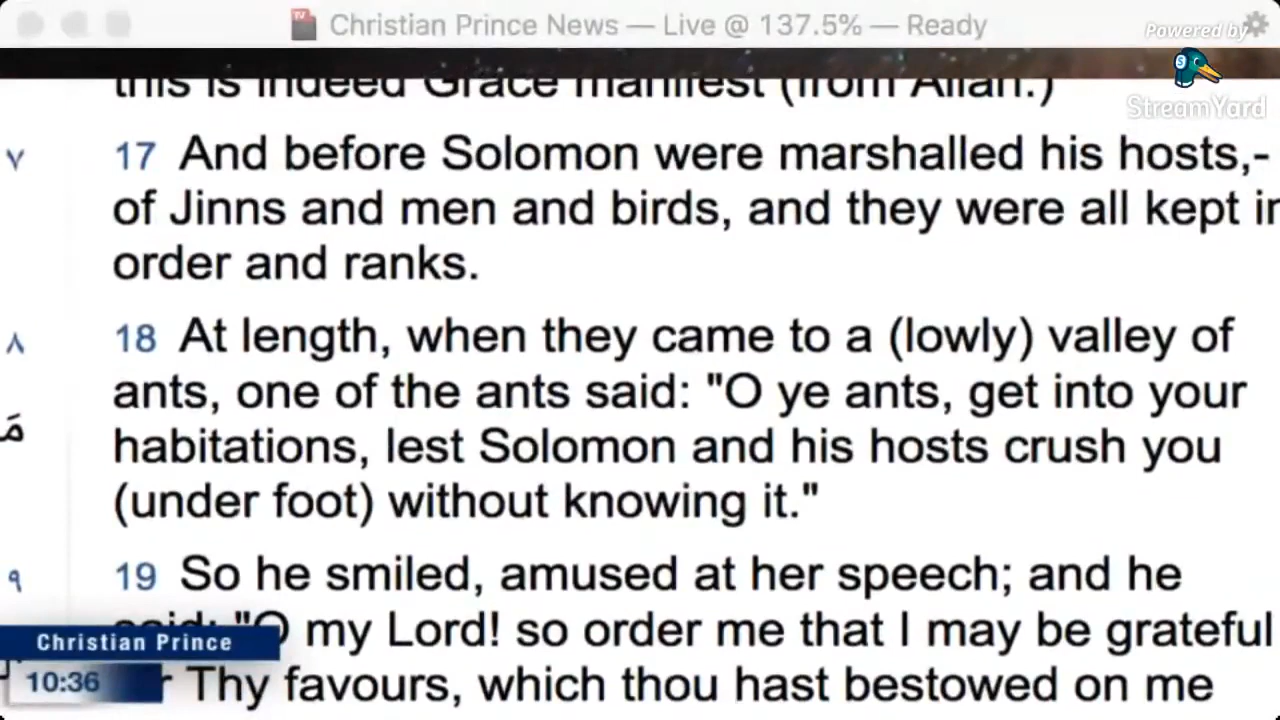 Christian Prince News — Live @ 137.5% — Ready
Powered by
StreamYard
this is indeed Grace manifest (from Allah.)
٧ 17 And before Solomon were marshalled his hosts,-
of Jinns and men and birds, and they were all kept in
order and ranks.
٨ 18 At length, when they came to a (lowly) valley of
ants, one of the ants said: "O ye ants, get into your
habitations, lest Solomon and his hosts crush you
(under foot) without knowing it."
٩ 19 So he smiled, amused at her speech; and he
said: "O my Lord! so order me that I may be grateful
Thy favours, which thou hast bestowed on me
Christian Prince
10:36